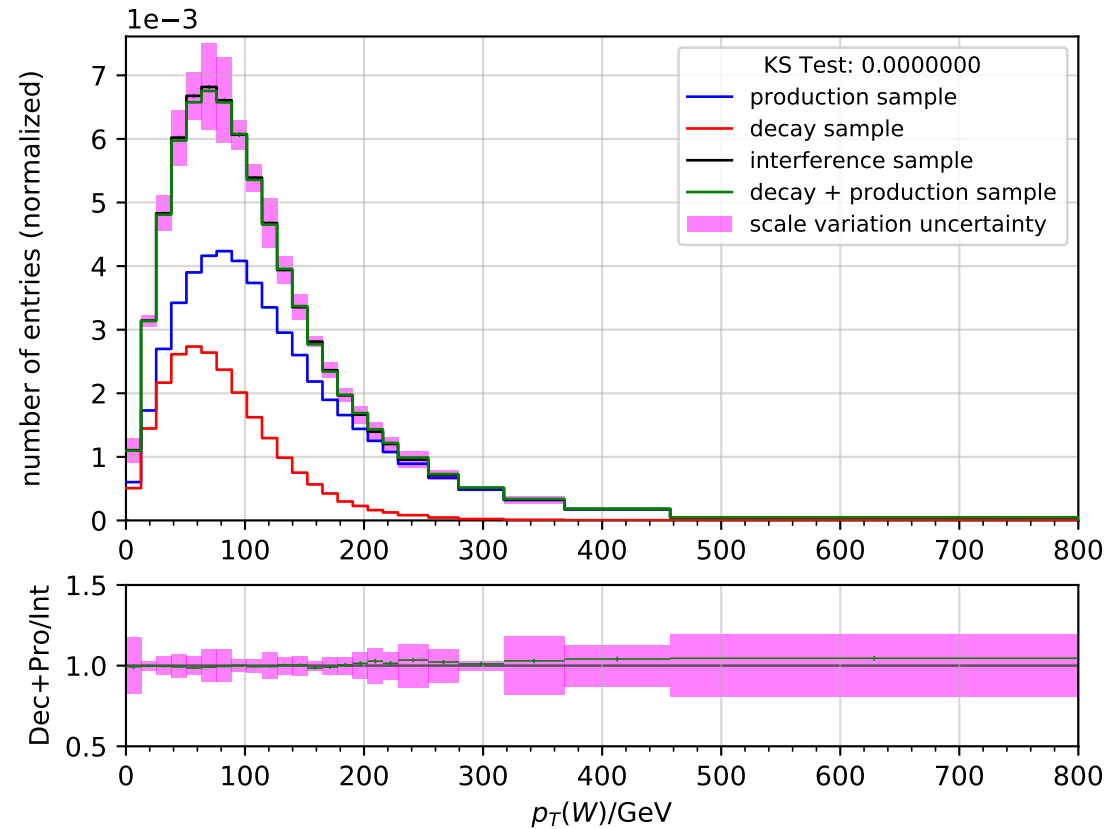 1e−3
number of entries (normalized)
7
6
5
4
3
2
1
0
KS Test: 0.0000000
production sample
decay sample
interference sample
decay + production sample
scale variation uncertainty
0 100 200 300 400 500 600 700 800
Dec+Pro/Int
1.5
1.0
0.5
0 100 200 300 400 500 600 700 800
p_T(W)/GeV